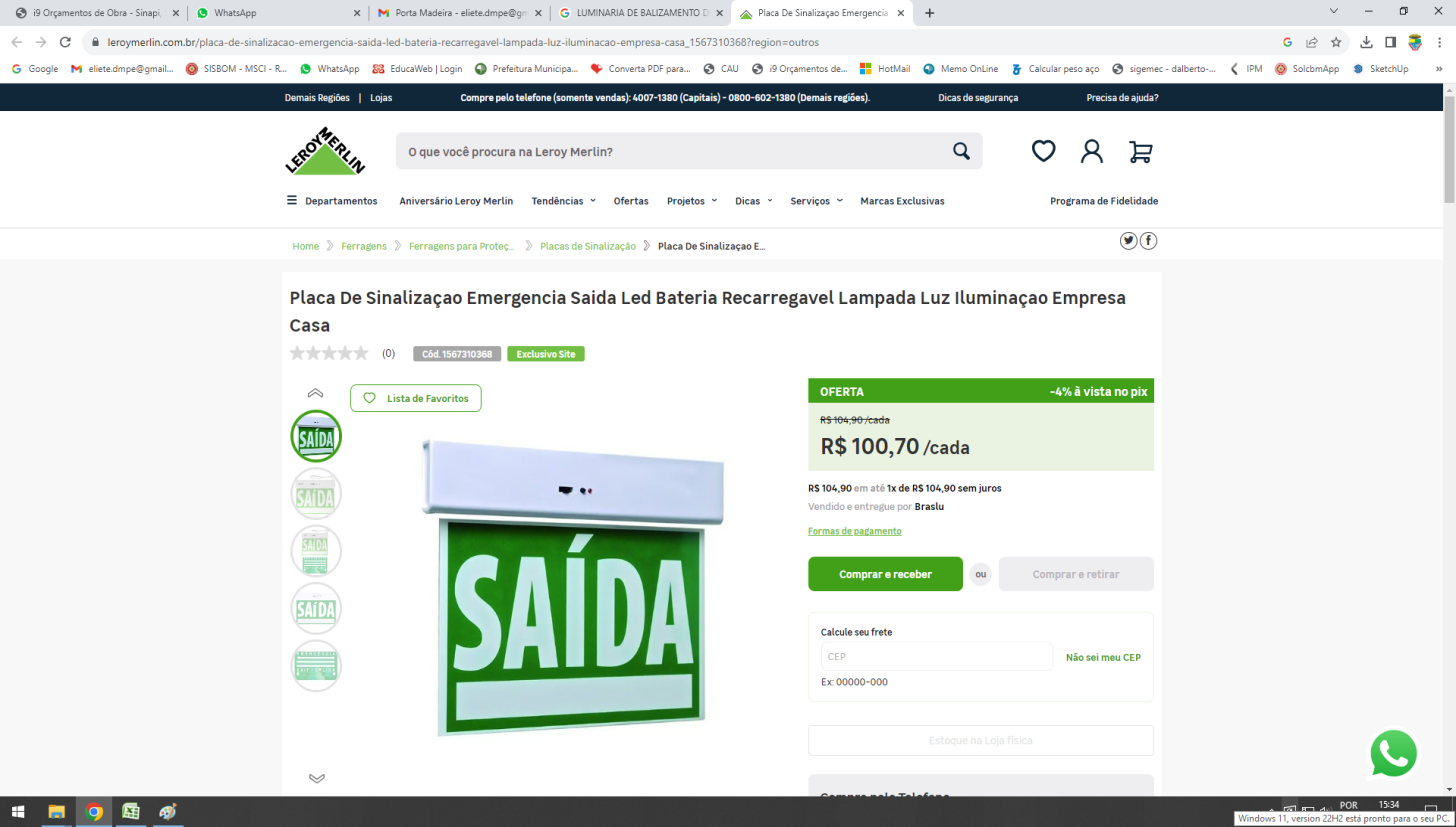 i9 Orçamentos de Obra - Sinapi,
WhatsApp
Porta Madeira - eliete.dmpe@gm
LUMINARIA DE BALIZAMENTO D
Placa De Sinalizaçao Emergencia
leroymerlin.com.br/placa-de-sinalizacao-emergencia-saida-led-bateria-recarregavel-lampada-luz-iluminacao-empresa-casa_1567310368?region=outros
Google
eliete.dmpe@gmail...
SISBOM - MSCI - R...
WhatsApp
EducaWeb | Login
Prefeitura Municipa...
Converta PDF para...
CAU
i9 Orçamentos de...
HotMail
Memo OnLine
Calcular peso aço
sigemec - dalberto-...
IPM
SolcbmApp
SketchUp
»
Demais Regiões | Lojas
Compre pelo telefone (somente vendas): 4007-1380 (Capitais) - 0800-602-1380 (Demais regiões).
Dicas de segurança
Precisa de ajuda?
LEROY MERLIN
O que você procura na Leroy Merlin?
Departamentos
Aniversário Leroy Merlin
Tendências
Ofertas
Projetos
Dicas
Serviços
Marcas Exclusivas
Programa de Fidelidade
Home
Ferragens
Ferragens para Proteç...
Placas de Sinalização
Placa De Sinalizaçao E...
Placa De Sinalizaçao Emergencia Saida Led Bateria Recarregavel Lampada Luz Iluminaçao Empresa
Casa
(0)
Cód. 1567310368
Exclusivo Site
Lista de Favoritos
SAÍDA
SAÍDA
SAÍDA
SAÍDA
SAÍDA
OFERTA
-4% à vista no pix
R$ 104,90 /cada
R$ 100,70 /cada
R$ 104,90 em até 1x de R$ 104,90 sem juros
Vendido e entregue por Braslu
Formas de pagamento
Comprar e receber
ou
Comprar e retirar
Calcule seu frete
CEP
Não sei meu CEP
Ex: 00000-000
Estoque na Loja física
Compre pelo Telefone
POR
15:34
Windows 11, version 22H2 está pronto para o seu PC.